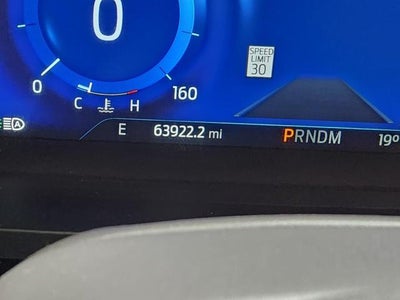 0
SPEED
LIMIT
30
0 160
C H
E 63922.2 mi PRNDM 19°